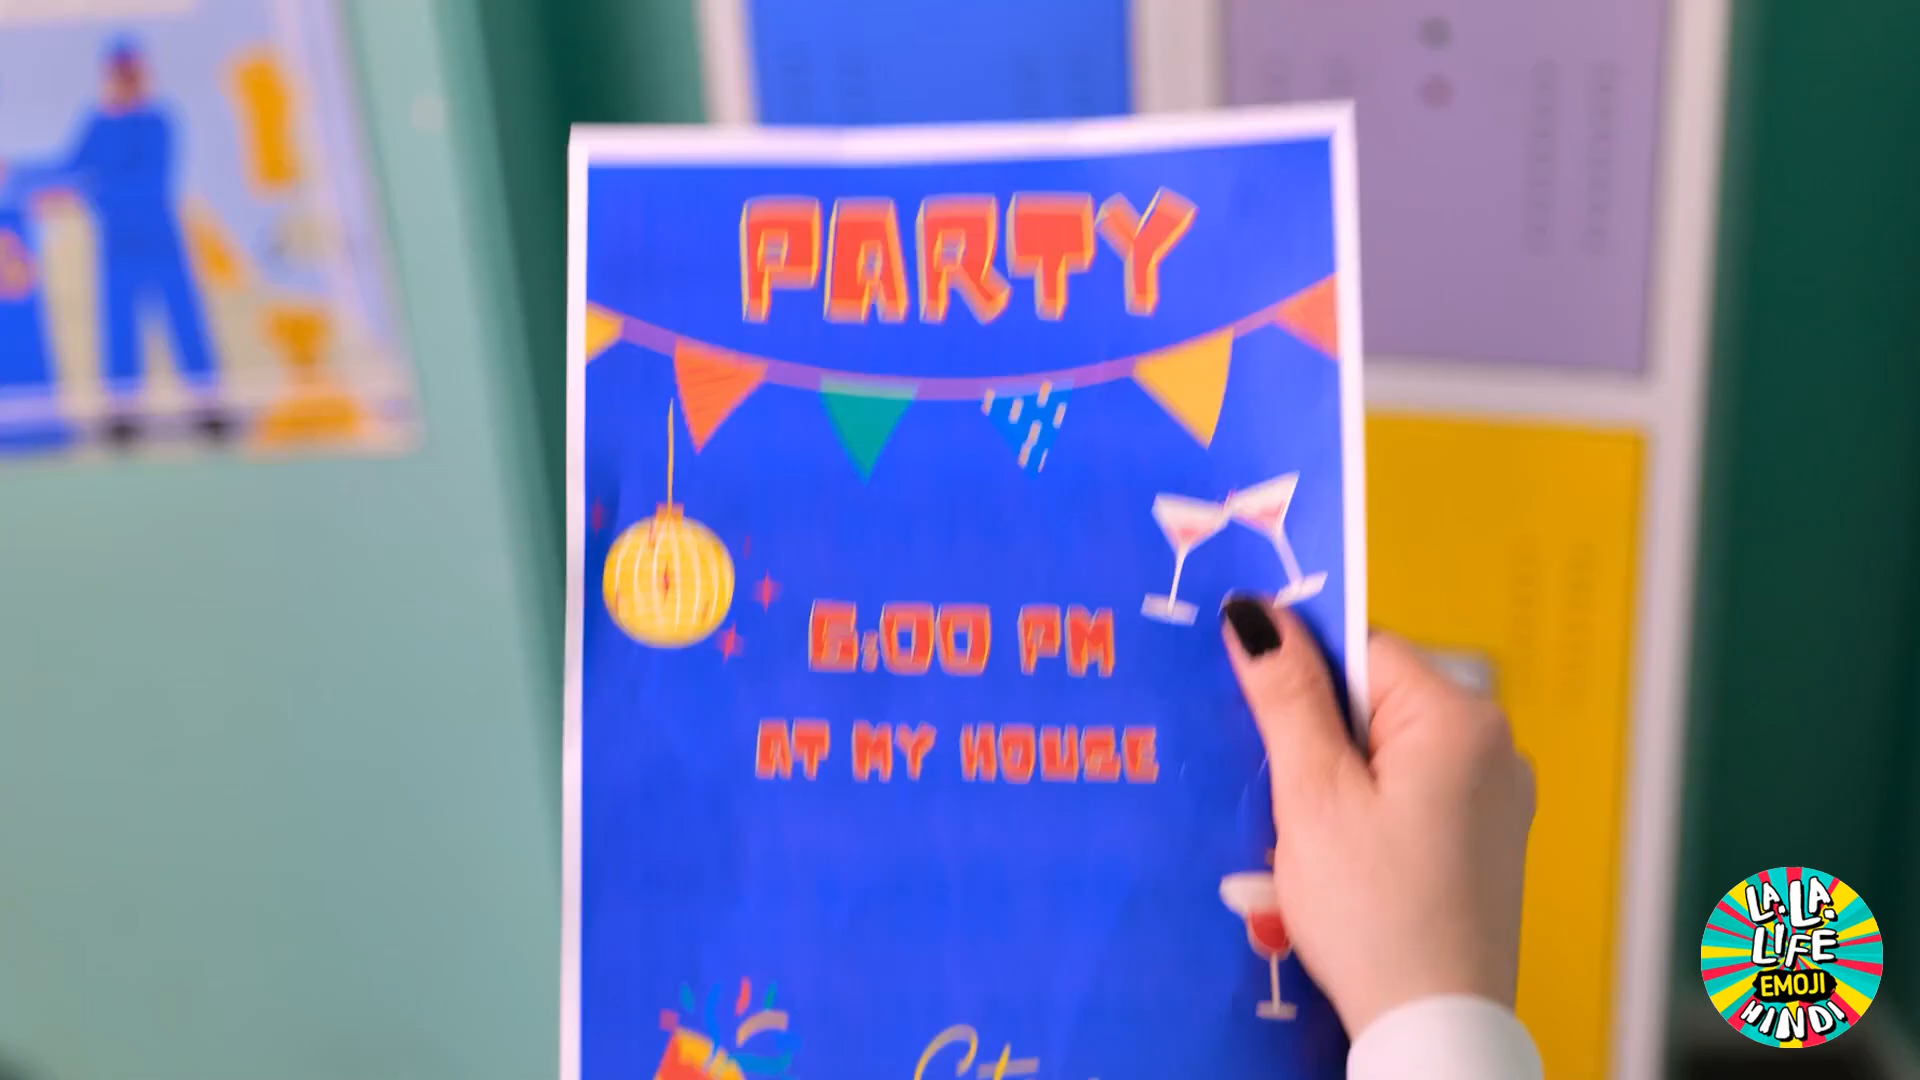 PARTY
6:00 PM
AT MY HOUSE
LA.LA.
LIFE
EMOJI
HINDI